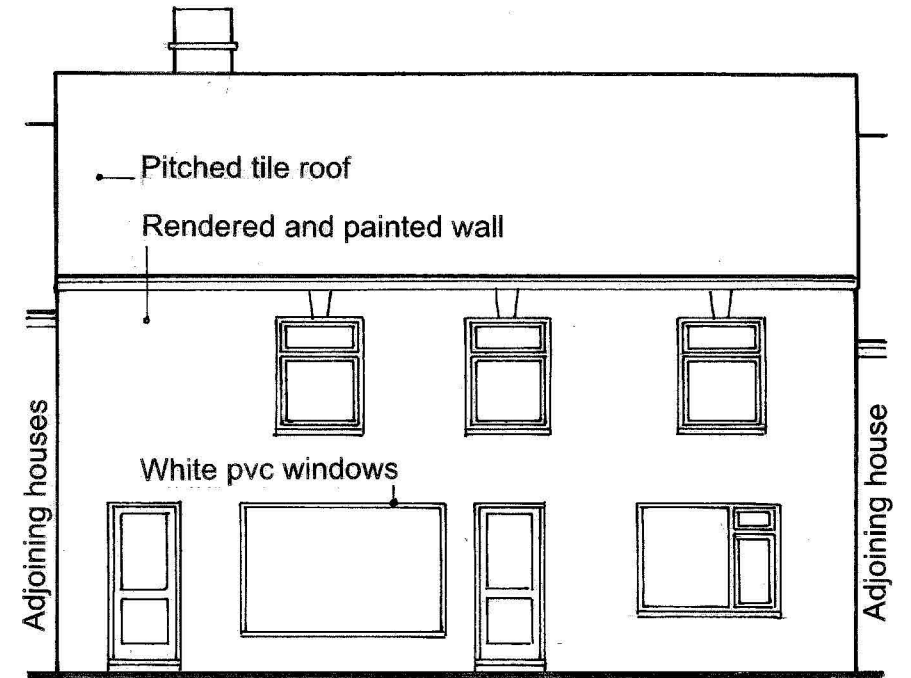 Pitched tile roof
Rendered and painted wall
White pvc windows
Adjoining houses
Adjoining house